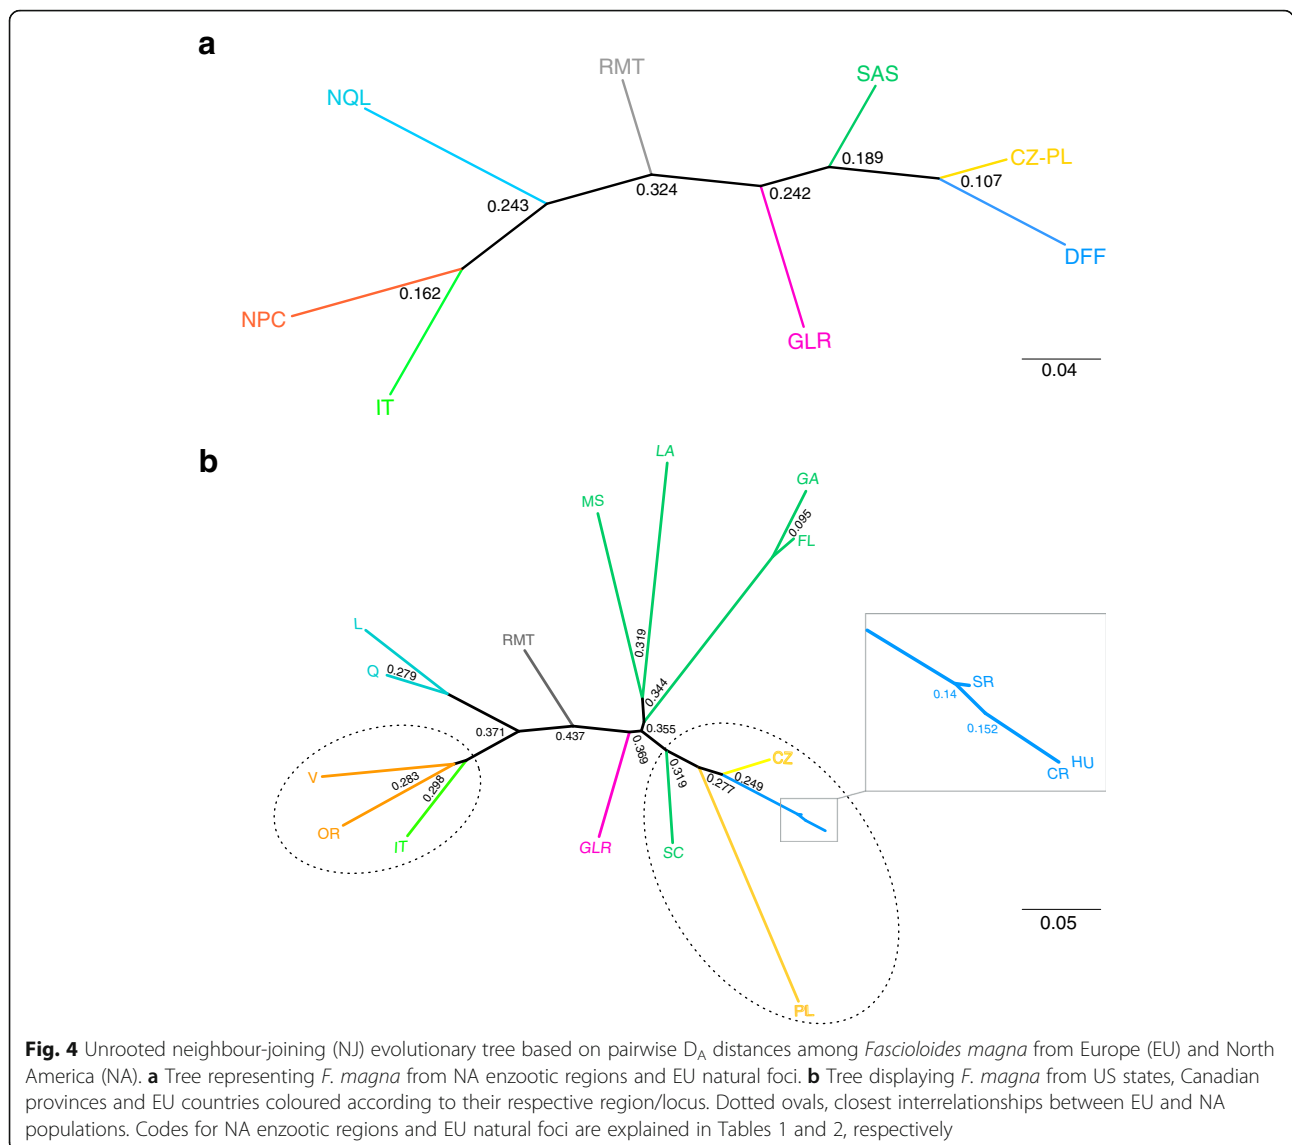 a
RMT
SAS
NQL
CZ-PL
0.189
0.107
0.324
0.242
0.243
DFF
0.162
NPC
GLR
0.04
IT
b
LA
GA
MS
0.095
FL
L
RMT
0.319
Q 0.279
0.344
SR
0.14
0.152
0.371
0.437
0.355
0.369
CZ
HU
CR
V
0.283
0.298
0.319
0.277
0.249
OR
IT
GLR
SC
0.05
PL
Fig. 4 Unrooted neighbour-joining (NJ) evolutionary tree based on pairwise DA distances among Fascioloides magna from Europe (EU) and North
America (NA). a Tree representing F. magna from NA enzootic regions and EU natural foci. b Tree displaying F. magna from US states, Canadian
provinces and EU countries coloured according to their respective region/locus. Dotted ovals, closest interrelationships between EU and NA
populations. Codes for NA enzootic regions and EU natural foci are explained in Tables 1 and 2, respectively